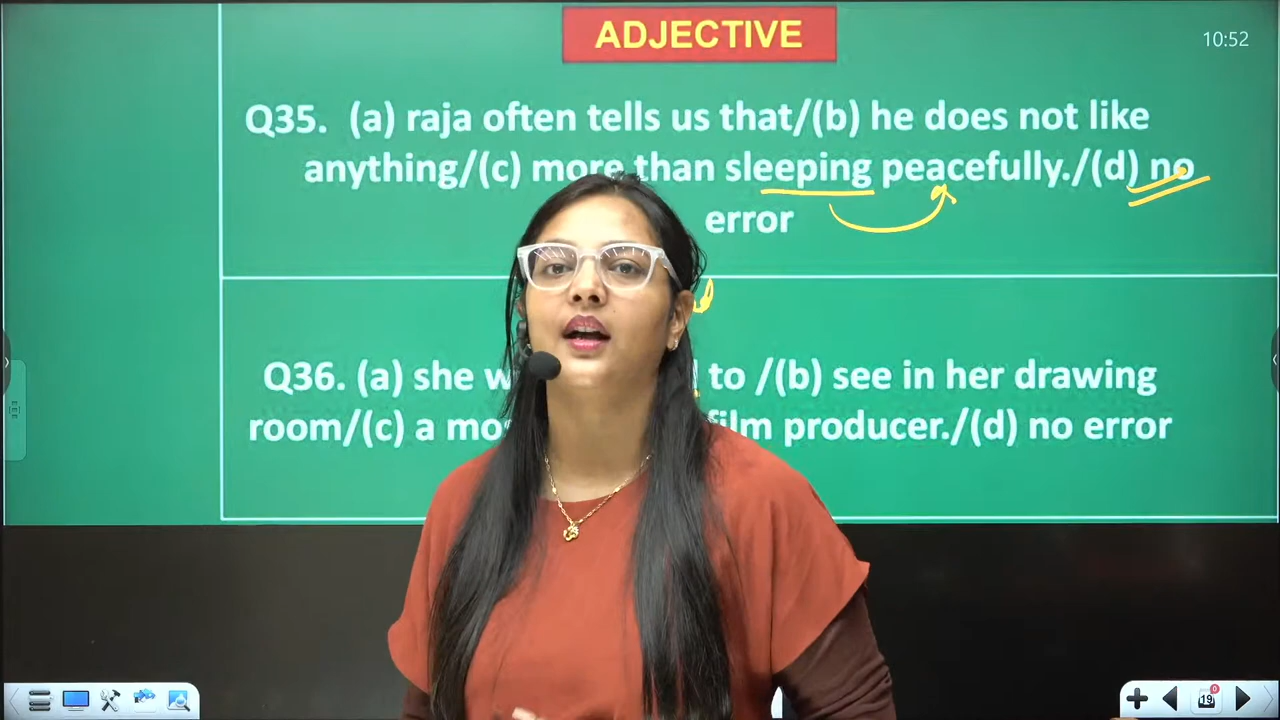 ADJECTIVE
10:52
Q35. (a) raja often tells us that/(b) he does not like
anything/(c) more than sleeping peacefully./(d) no
error
Q36. (a) she to /(b) see in her drawing
room/(c) a film producer./(d) no error
19